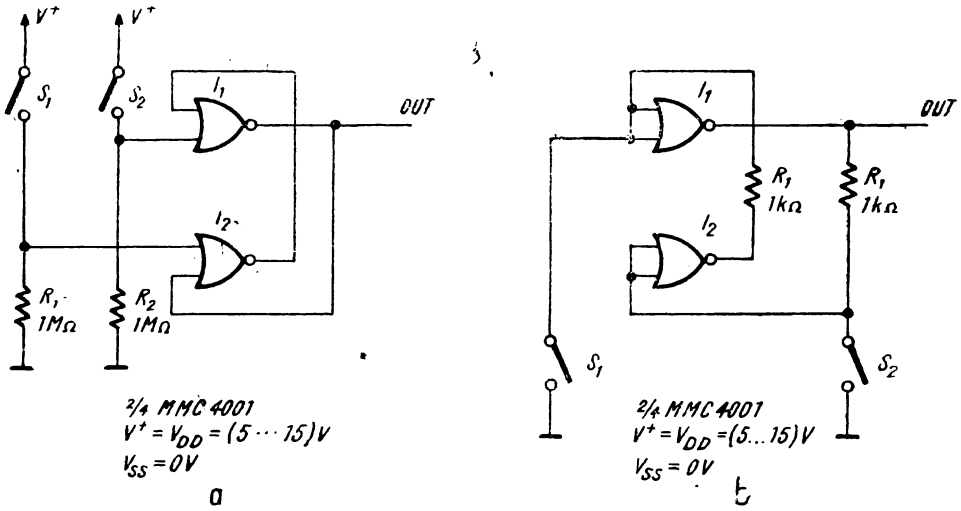 V+
V+
S1
S2
I1
OUT
I2
R1
1MΩ
R2
1MΩ
2/4 MMC 4001
V+ = VDD = (5 ··· 15)V
VSS = 0V
a
I1
OUT
R1
1kΩ
R1
1kΩ
I2
S1
S2
2/4 MMC 4001
V+ = VDD = (5...15)V
VSS = 0V
b